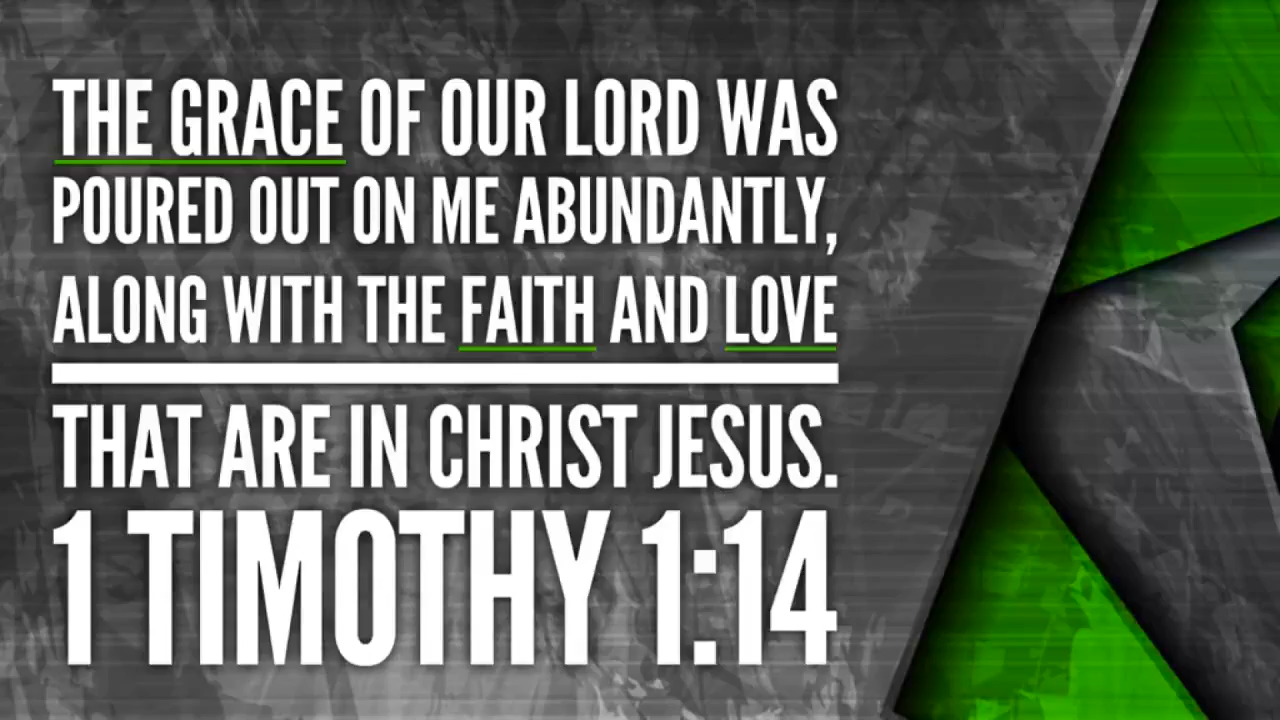 THE GRACE OF OUR LORD WAS
POURED OUT ON ME ABUNDANTLY,
ALONG WITH THE FAITH AND LOVE
THAT ARE IN CHRIST JESUS.
1 TIMOTHY 1:14